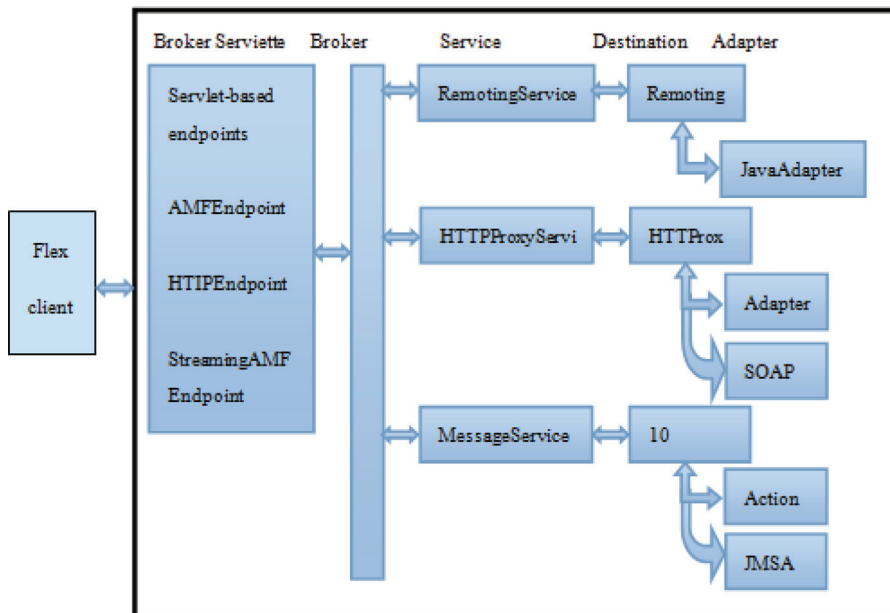 Broker Serviette Broker Service Destination Adapter
Servlet-based
endpoints
AMFEndpoint
HTIPEndpoint
StreamingAMF
Endpoint
Flex
client
RemotingService
Remoting
JavaAdapter
HTTPProxyServi
HTTProx
Adapter
SOAP
MessageService
10
Action
JMSA